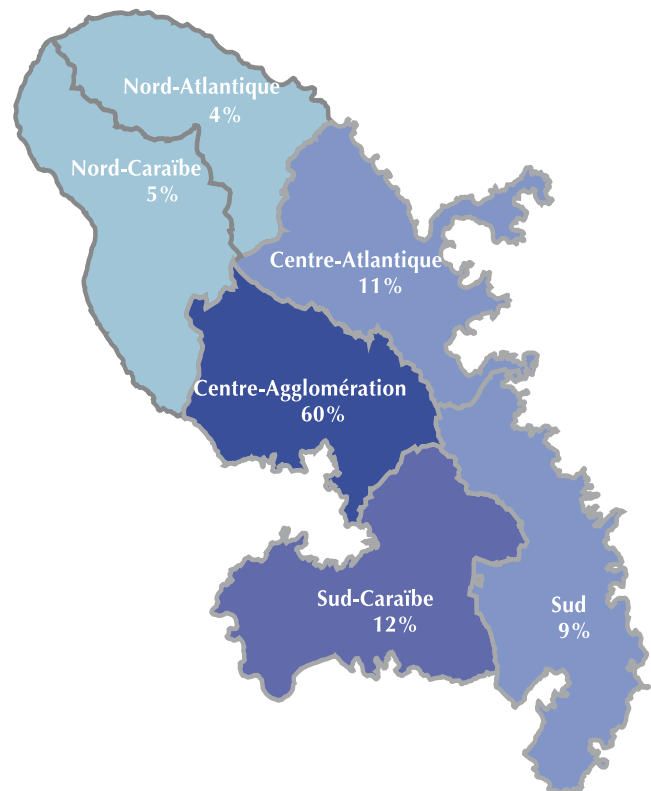 Nord-Atlantique
4%
Nord-Caraïbe
5%
Centre-Atlantique
11%
Centre-Agglomération
60%
Sud-Caraïbe
12%
Sud
9%